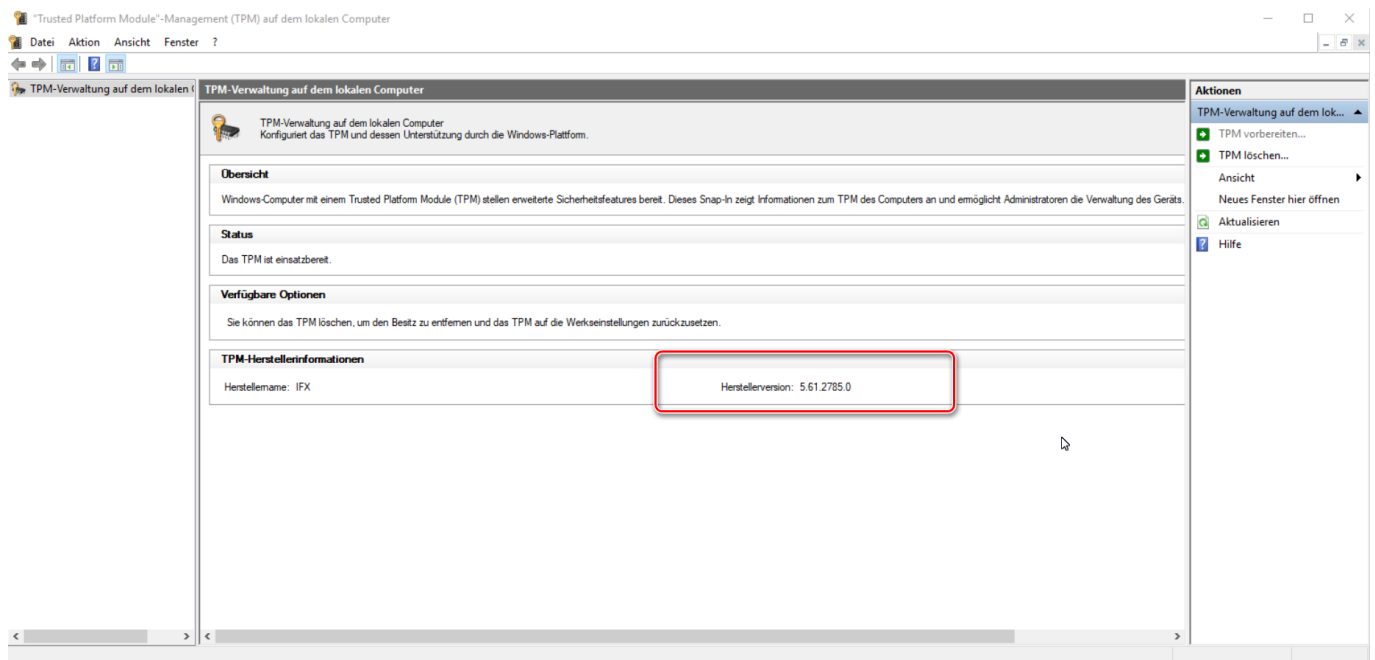 "Trusted Platform Module"-Management (TPM) auf dem lokalen Computer
Datei Aktion Ansicht Fenster ?
TPM-Verwaltung auf dem lokalen (
TPM-Verwaltung auf dem lokalen Computer
TPM-Verwaltung auf dem lokalen Computer
Konfiguriert das TPM und dessen Unterstützung durch die Windows-Plattform.
Übersicht
Windows-Computer mit einem Trusted Platform Module (TPM) stellen erweiterte Sicherheitsfeatures bereit. Dieses Snap-In zeigt Informationen zum TPM des Computers an und ermöglicht Administratoren die Verwaltung des Geräts.
Status
Das TPM ist einsatzbereit.
Verfügbare Optionen
Sie können das TPM löschen, um den Besitz zu entfernen und das TPM auf die Werkseinstellungen zurückzusetzen.
TPM-Herstellerinformationen
Herstellername: IFX Herstellerversion: 5.61.2785.0
Aktionen
TPM-Verwaltung auf dem lok...
TPM vorbereiten...
TPM löschen...
Ansicht
Neues Fenster hier öffnen
Aktualisieren
Hilfe